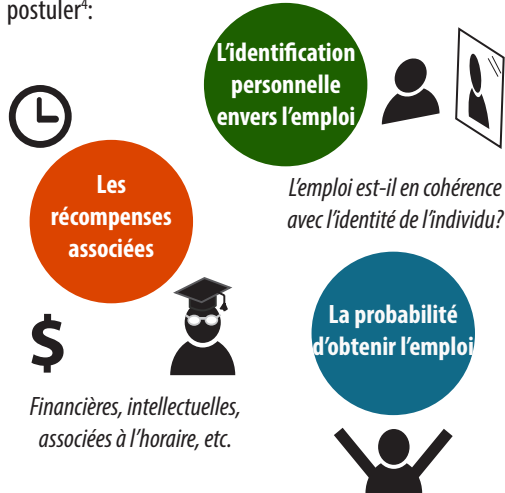 postuler⁴:
L'identification
personnelle
envers l'emploi
L'emploi est-il en cohérence
avec l'identité de l'individu?
Les
récompenses
associées
$
Financières, intellectuelles,
associées à l'horaire, etc.
La probabilité
d'obtenir l'emploi